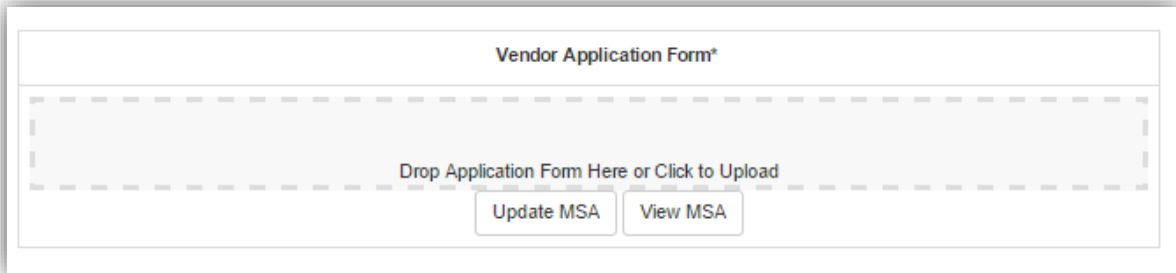 Vendor Application Form*
Drop Application Form Here or Click to Upload
Update MSA View MSA